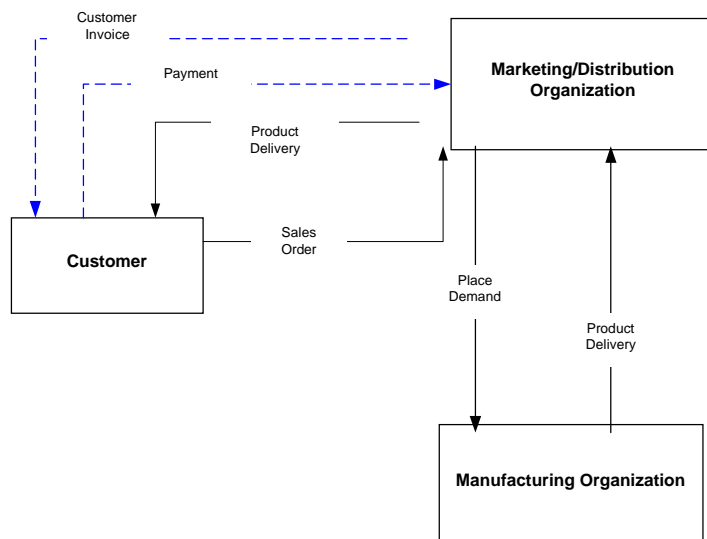 Customer
Invoice
Marketing/Distribution
Organization
Payment
Product
Delivery
Sales
Order
Customer
Place
Demand
Product
Delivery
Manufacturing Organization